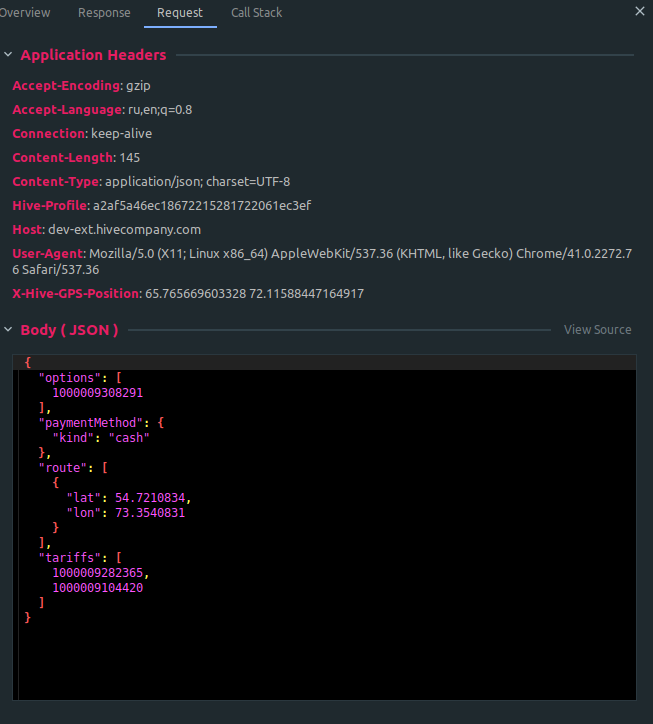 Overview Response Request Call Stack
Application Headers
Accept-Encoding: gzip
Accept-Language: ru,en;q=0.8
Connection: keep-alive
Content-Length: 145
Content-Type: application/json; charset=UTF-8
Hive-Profile: a2af5a46ec18672215281722061ec3ef
Host: dev-ext.hivecompany.com
User-Agent: Mozilla/5.0 (X11; Linux x86_64) AppleWebKit/537.36 (KHTML, like Gecko) Chrome/41.0.2272.7
6 Safari/537.36
X-Hive-GPS-Position: 65.765669603328 72.11588447164917
Body ( JSON ) View Source
{
"options": [
1000009308291
],
"paymentMethod": {
"kind": "cash"
},
"route": [
{
"lat": 54.7210834,
"lon": 73.3540831
}
],
"tariffs": [
1000009282365,
1000009104420
]
}